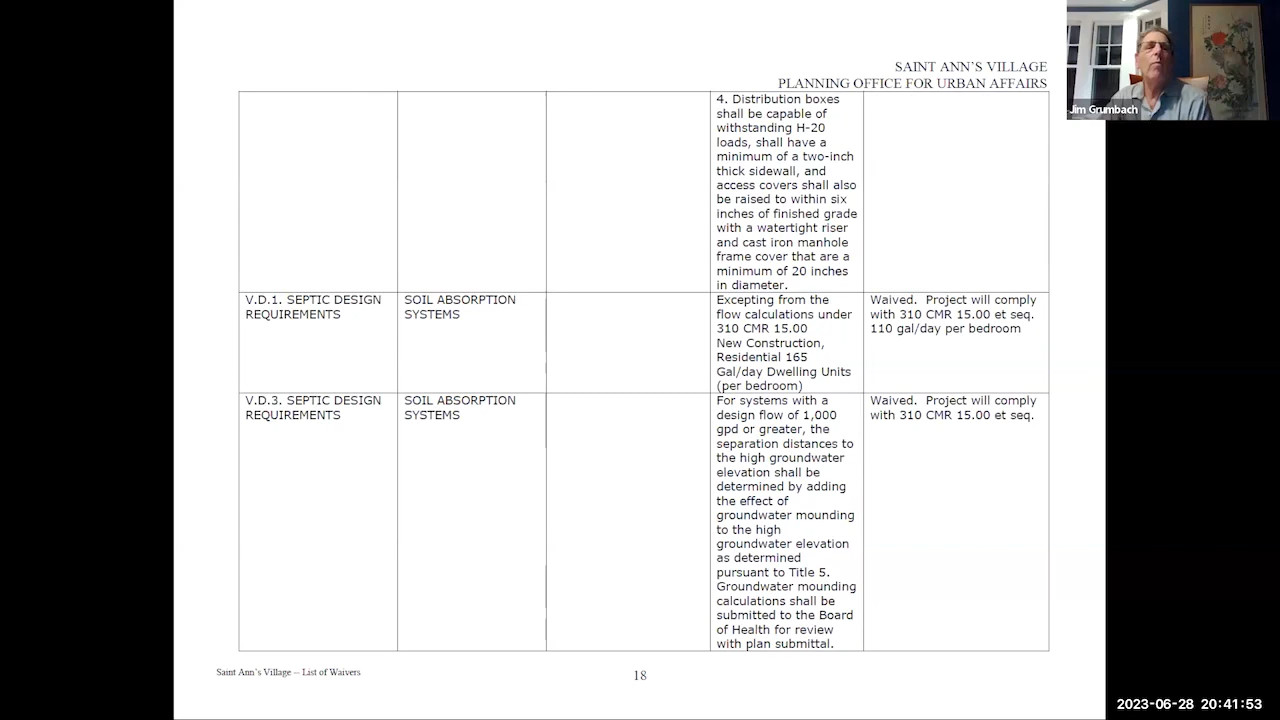 SAINT ANN'S VILLAGE
PLANNING OFFICE FOR URBAN AFFAIRS
Jim Grumbach
4. Distribution boxes
shall be capable of
withstanding H-20
loads, shall have a
minimum of a two-inch
thick sidewall, and
access covers shall also
be raised to within six
inches of finished grade
with a watertight riser
and cast iron manhole
frame cover that are a
minimum of 20 inches
in diameter.
V.D.1. SEPTIC DESIGN
REQUIREMENTS
SOIL ABSORPTION
SYSTEMS
Excepting from the
flow calculations under
310 CMR 15.00
New Construction,
Residential 165
Gal/day Dwelling Units
(per bedroom)
Waived.  Project will comply
with 310 CMR 15.00 et seq.
110 gal/day per bedroom
V.D.3. SEPTIC DESIGN
REQUIREMENTS
SOIL ABSORPTION
SYSTEMS
For systems with a
design flow of 1,000
gpd or greater, the
separation distances to
the high groundwater
elevation shall be
determined by adding
the effect of
groundwater mounding
to the high
groundwater elevation
as determined
pursuant to Title 5.
Groundwater mounding
calculations shall be
submitted to the Board
of Health for review
with plan submittal.
Waived.  Project will comply
with 310 CMR 15.00 et seq.
Saint Ann's Village – List of Waivers
18
2023-06-28 20:41:53